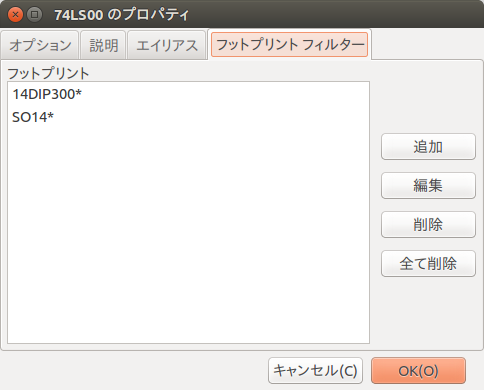 74LS00 のプロパティ
オプション 説明 エイリアス フットプリント フィルター
フットプリント
14DIP300*
SO14*
追加
編集
削除
全て削除
キャンセル(C) OK(O)